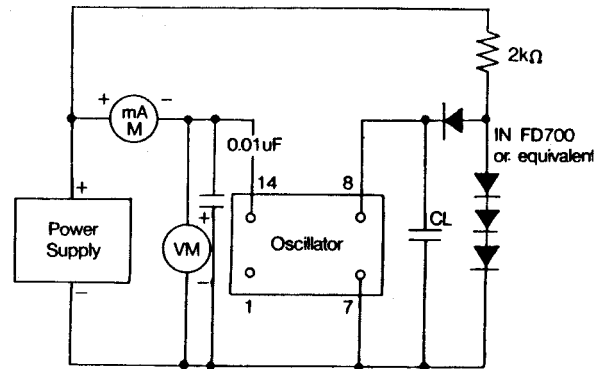 2kΩ
+ mA M −
0.01uF
IN FD700
or equivalent
14 8
+
Power
Supply
−
+
VM
−
Oscillator
CL
1 7